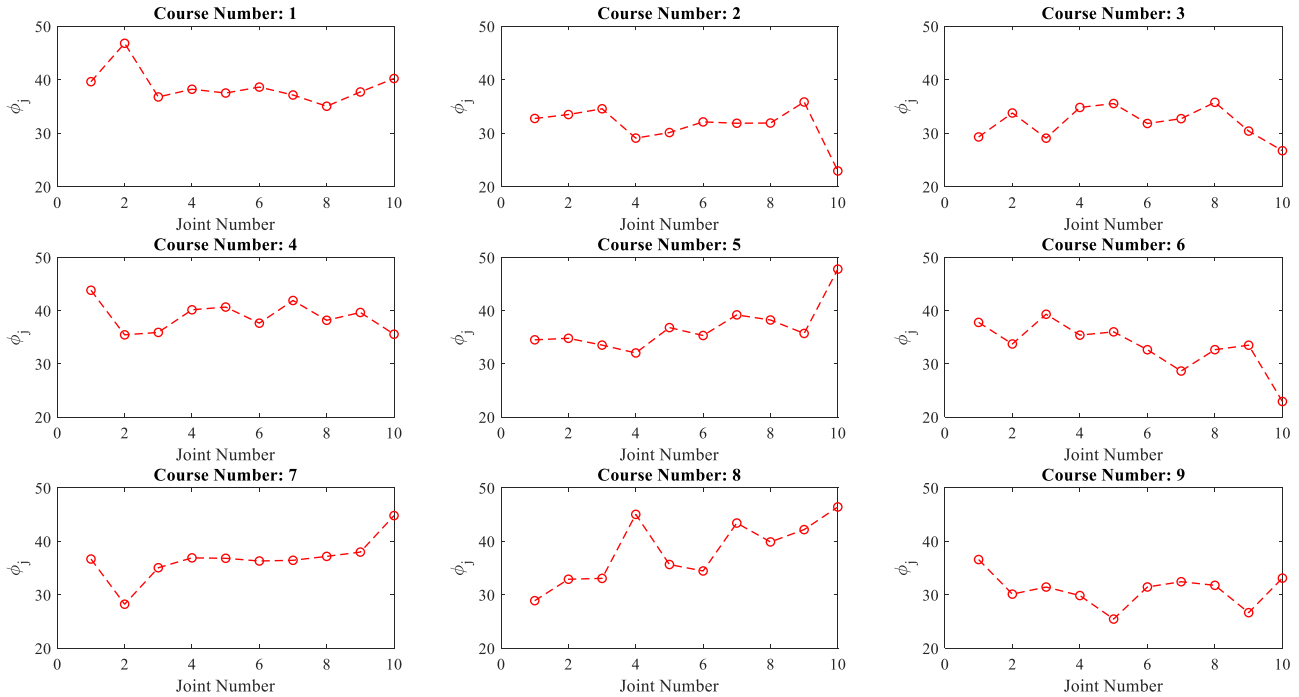 Course Number: 1
50
40
30
20
0 2 4 6 8 10
ϕj
Joint Number
Course Number: 2
50
40
30
20
0 2 4 6 8 10
ϕj
Joint Number
Course Number: 3
50
40
30
20
0 2 4 6 8 10
ϕj
Joint Number
Course Number: 4
50
40
30
20
0 2 4 6 8 10
ϕj
Joint Number
Course Number: 5
50
40
30
20
0 2 4 6 8 10
ϕj
Joint Number
Course Number: 6
50
40
30
20
0 2 4 6 8 10
ϕj
Joint Number
Course Number: 7
50
40
30
20
0 2 4 6 8 10
ϕj
Joint Number
Course Number: 8
50
40
30
20
0 2 4 6 8 10
ϕj
Joint Number
Course Number: 9
50
40
30
20
0 2 4 6 8 10
ϕj
Joint Number